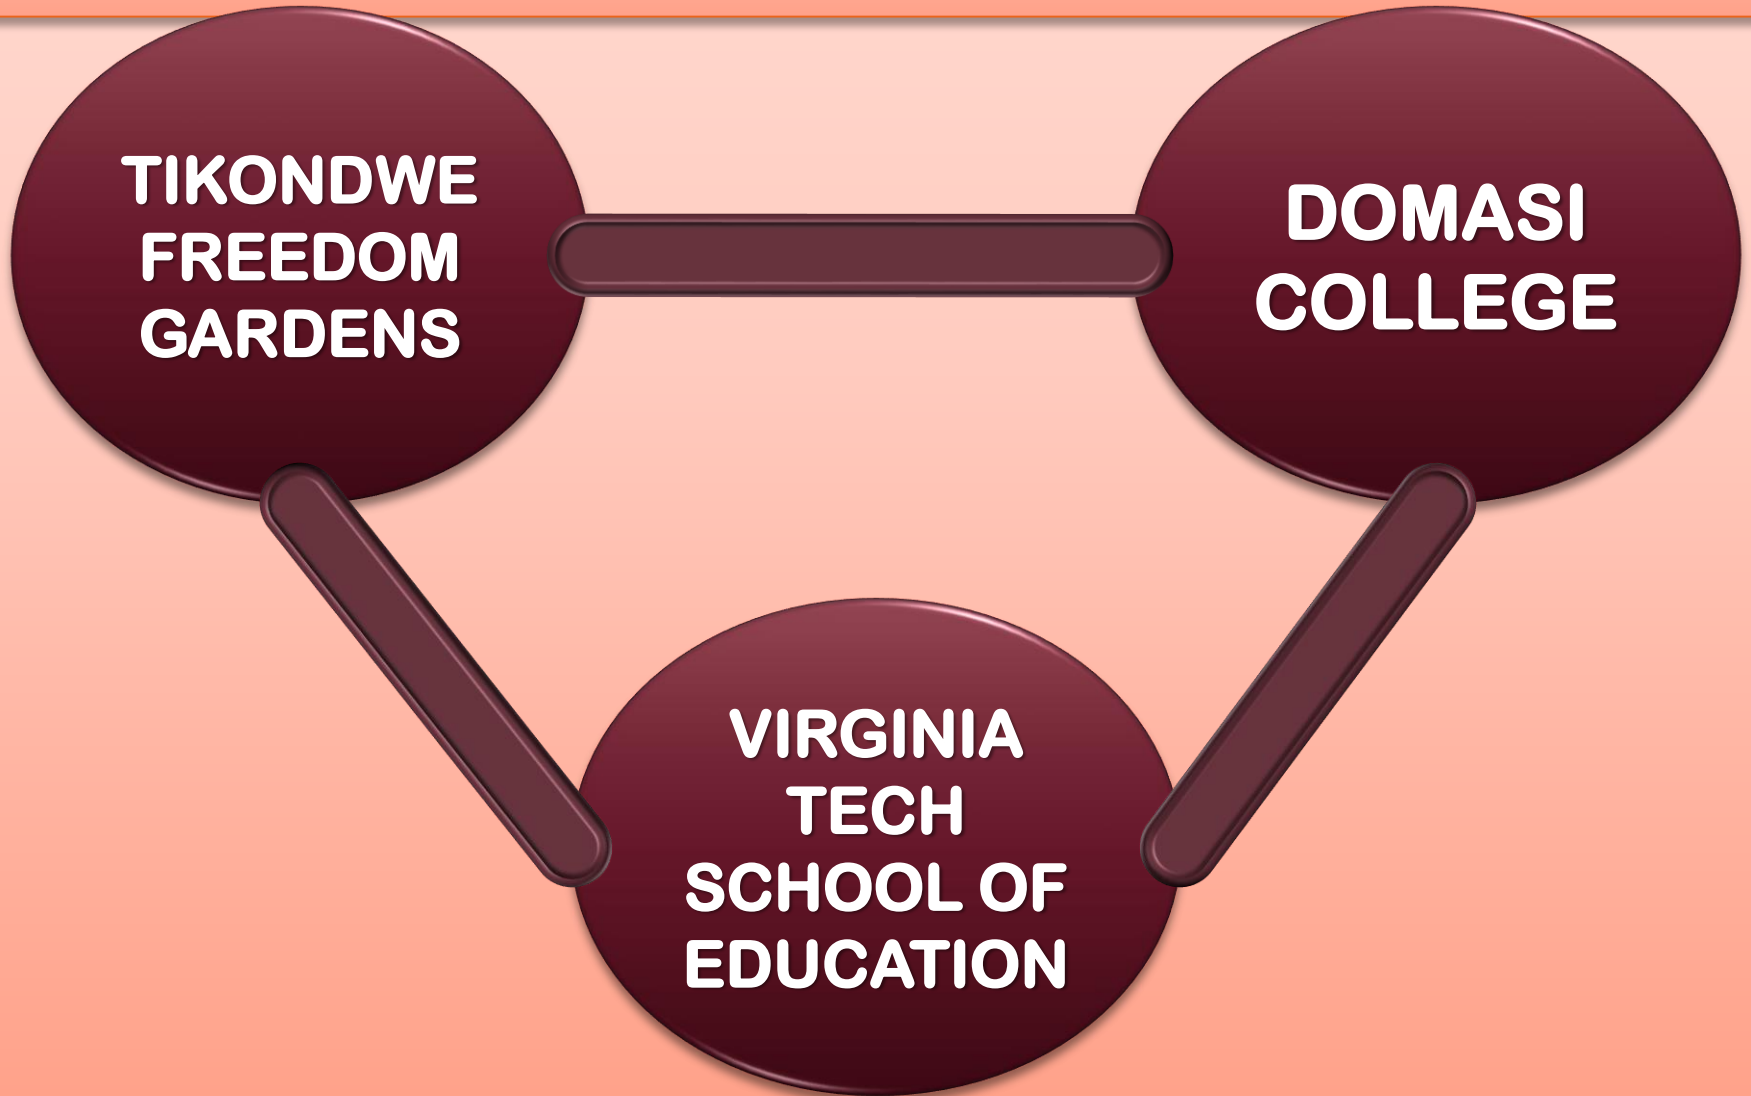 TIKONDWE
FREEDOM
GARDENS
DOMASI
COLLEGE
VIRGINIA
TECH
SCHOOL OF
EDUCATION